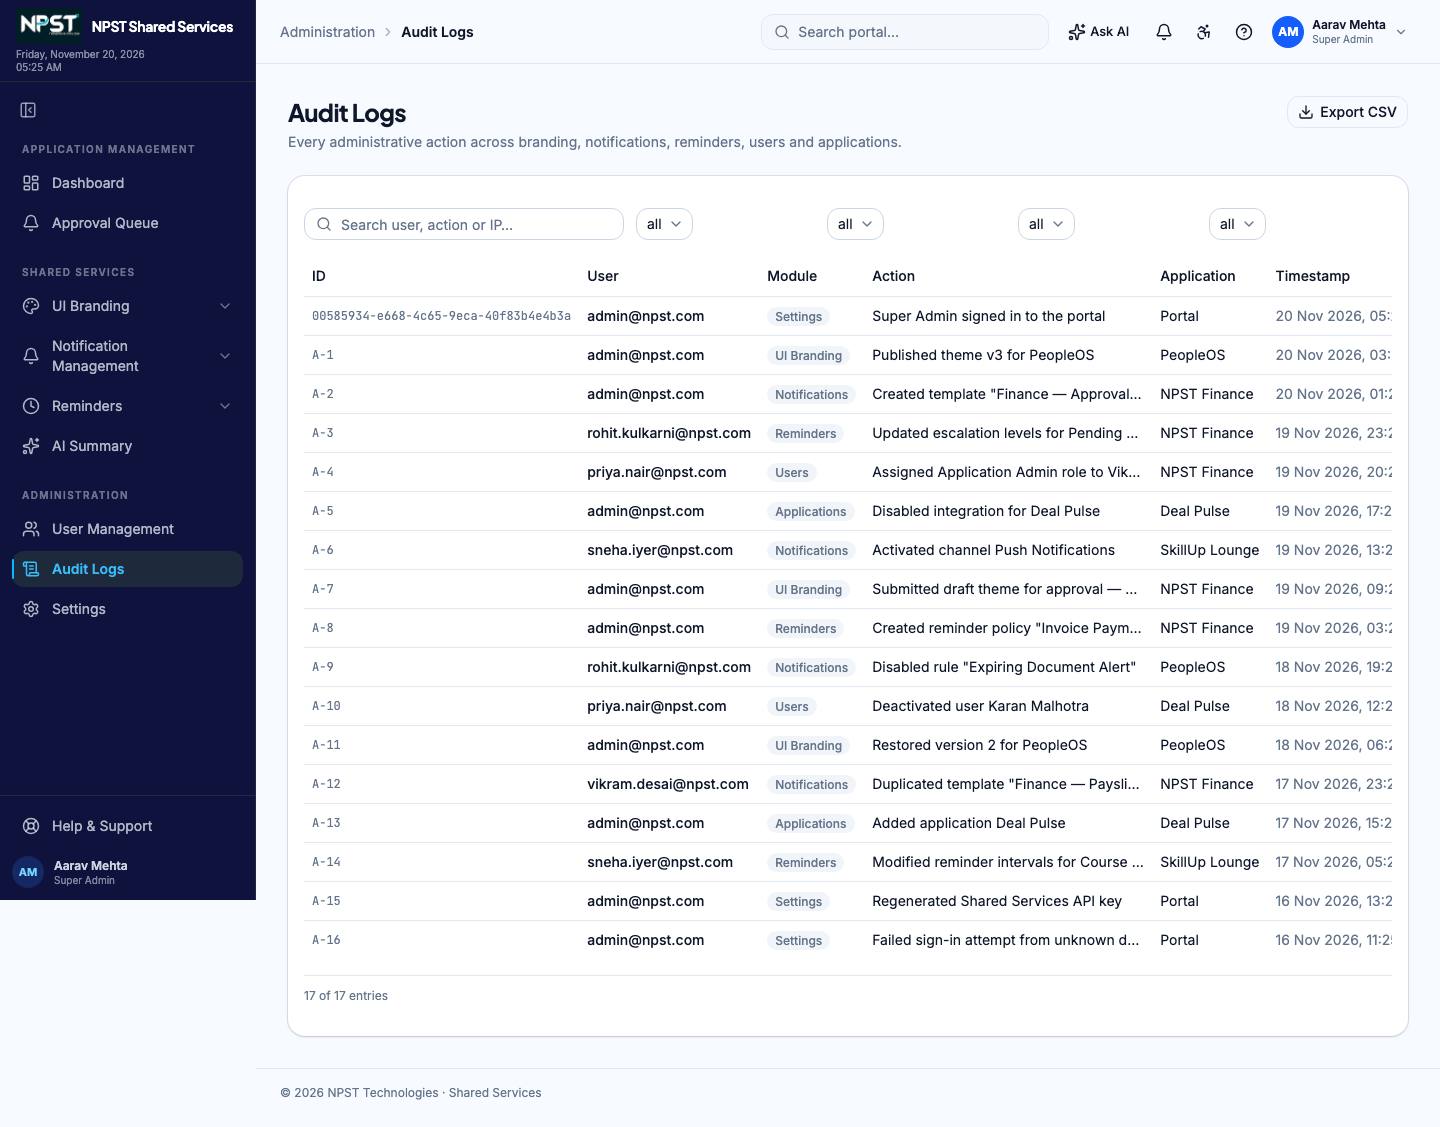 NPST NPST Shared Services
Friday, November 20, 2026
05:25 AM
Administration > Audit Logs
Search portal...
Ask AI
AM
Aarav Mehta
Super Admin
APPLICATION MANAGEMENT
Dashboard
Approval Queue
SHARED SERVICES
UI Branding
Notification
Management
Reminders
AI Summary
ADMINISTRATION
User Management
Audit Logs
Settings
Help & Support
AM
Aarav Mehta
Super Admin
Audit Logs
Export CSV
Every administrative action across branding, notifications, reminders, users and applications.
Search user, action or IP... all all all all
ID User Module Action Application Timestamp
00585934-e668-4c65-9eca-40f83b4e4b3a admin@npst.com Settings Super Admin signed in to the portal Portal 20 Nov 2026, 05:
A-1 admin@npst.com UI Branding Published theme v3 for PeopleOS PeopleOS 20 Nov 2026, 03:
A-2 admin@npst.com Notifications Created template "Finance — Approval... NPST Finance 20 Nov 2026, 01:2
A-3 rohit.kulkarni@npst.com Reminders Updated escalation levels for Pending ... NPST Finance 19 Nov 2026, 23:2
A-4 priya.nair@npst.com Users Assigned Application Admin role to Vik... NPST Finance 19 Nov 2026, 20:2
A-5 admin@npst.com Applications Disabled integration for Deal Pulse Deal Pulse 19 Nov 2026, 17:2
A-6 sneha.iyer@npst.com Notifications Activated channel Push Notifications SkillUp Lounge 19 Nov 2026, 13:2
A-7 admin@npst.com UI Branding Submitted draft theme for approval — ... NPST Finance 19 Nov 2026, 09:2
A-8 admin@npst.com Reminders Created reminder policy "Invoice Paym... NPST Finance 19 Nov 2026, 03:2
A-9 rohit.kulkarni@npst.com Notifications Disabled rule "Expiring Document Alert" PeopleOS 18 Nov 2026, 19:2
A-10 priya.nair@npst.com Users Deactivated user Karan Malhotra Deal Pulse 18 Nov 2026, 12:2
A-11 admin@npst.com UI Branding Restored version 2 for PeopleOS PeopleOS 18 Nov 2026, 06:2
A-12 vikram.desai@npst.com Notifications Duplicated template "Finance — Paysli... NPST Finance 17 Nov 2026, 23:2
A-13 admin@npst.com Applications Added application Deal Pulse Deal Pulse 17 Nov 2026, 15:2
A-14 sneha.iyer@npst.com Reminders Modified reminder intervals for Course ... SkillUp Lounge 17 Nov 2026, 05:2
A-15 admin@npst.com Settings Regenerated Shared Services API key Portal 16 Nov 2026, 13:2
A-16 admin@npst.com Settings Failed sign-in attempt from unknown d... Portal 16 Nov 2026, 11:25
17 of 17 entries
© 2026 NPST Technologies · Shared Services